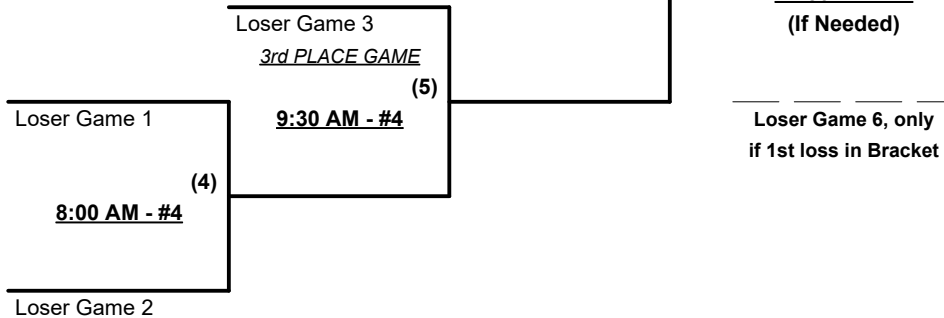 Loser Game 3
3rd PLACE GAME
(5)
9:30 AM - #4
Loser Game 1
(4)
8:00 AM - #4
Loser Game 2
(If Needed)
Loser Game 6, only
if 1st loss in Bracket